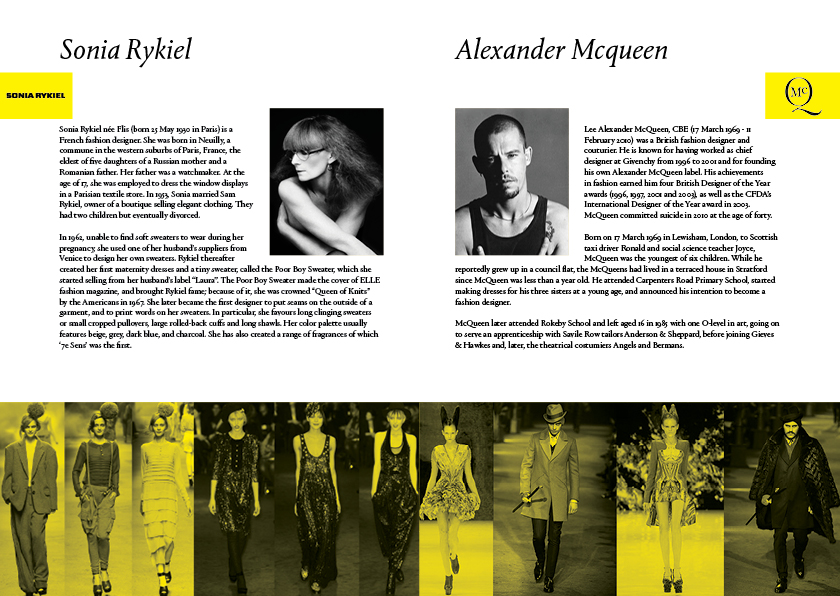 Sonia Rykiel
SONIA RYKIEL
Sonia Rykiel née Flis (born 25 May 1930 in Paris) is a
French fashion designer. She was born in Neuilly, a
commune in the western suburbs of Paris, France, the
eldest of five daughters of a Russian mother and a
Romanian father. Her father was a watchmaker. At the
age of 17, she was employed to dress the window displays
in a Parisian textile store. In 1953, Sonia married Sam
Rykiel, owner of a boutique selling elegant clothing. They
had two children but eventually divorced.
In 1962, unable to find soft sweaters to wear during her
pregnancy, she used one of her husband's suppliers from
Venice to design her own sweaters. Rykiel thereafter
created her first maternity dresses and a tiny sweater, called the Poor Boy Sweater, which she
started selling from her husband's label "Laura". The Poor Boy Sweater made the cover of ELLE
fashion magazine, and brought Rykiel fame; because of it, she was crowned "Queen of Knits"
by the Americans in 1967. She later became the first designer to put seams on the outside of a
garment, and to print words on her sweaters. In particular, she favours long clinging sweaters
or small cropped pullovers, large rolled-back cuffs and long shawls. Her color palette usually
features beige, grey, dark blue, and charcoal. She has also created a range of fragrances of which
'7e Sens' was the first.
Alexander Mcqueen
McQ
Lee Alexander McQueen, CBE (17 March 1969 - 11
February 2010) was a British fashion designer and
couturier. He is known for having worked as chief
designer at Givenchy from 1996 to 2001 and for founding
his own Alexander McQueen label. His achievements
in fashion earned him four British Designer of the Year
awards (1996, 1997, 2001 and 2003), as well as the CFDA's
International Designer of the Year award in 2003.
McQueen committed suicide in 2010 at the age of forty.
Born on 17 March 1969 in Lewisham, London, to Scottish
taxi driver Ronald and social science teacher Joyce,
McQueen was the youngest of six children. While he
reportedly grew up in a council flat, the McQueens had lived in a terraced house in Stratford
since McQueen was less than a year old. He attended Carpenters Road Primary School, started
making dresses for his three sisters at a young age, and announced his intention to become a
fashion designer.
McQueen later attended Rokeby School and left aged 16 in 1985 with one O-level in art, going on
to serve an apprenticeship with Savile Row tailors Anderson & Sheppard, before joining Gieves
& Hawkes and, later, the theatrical costumiers Angels and Bermans.